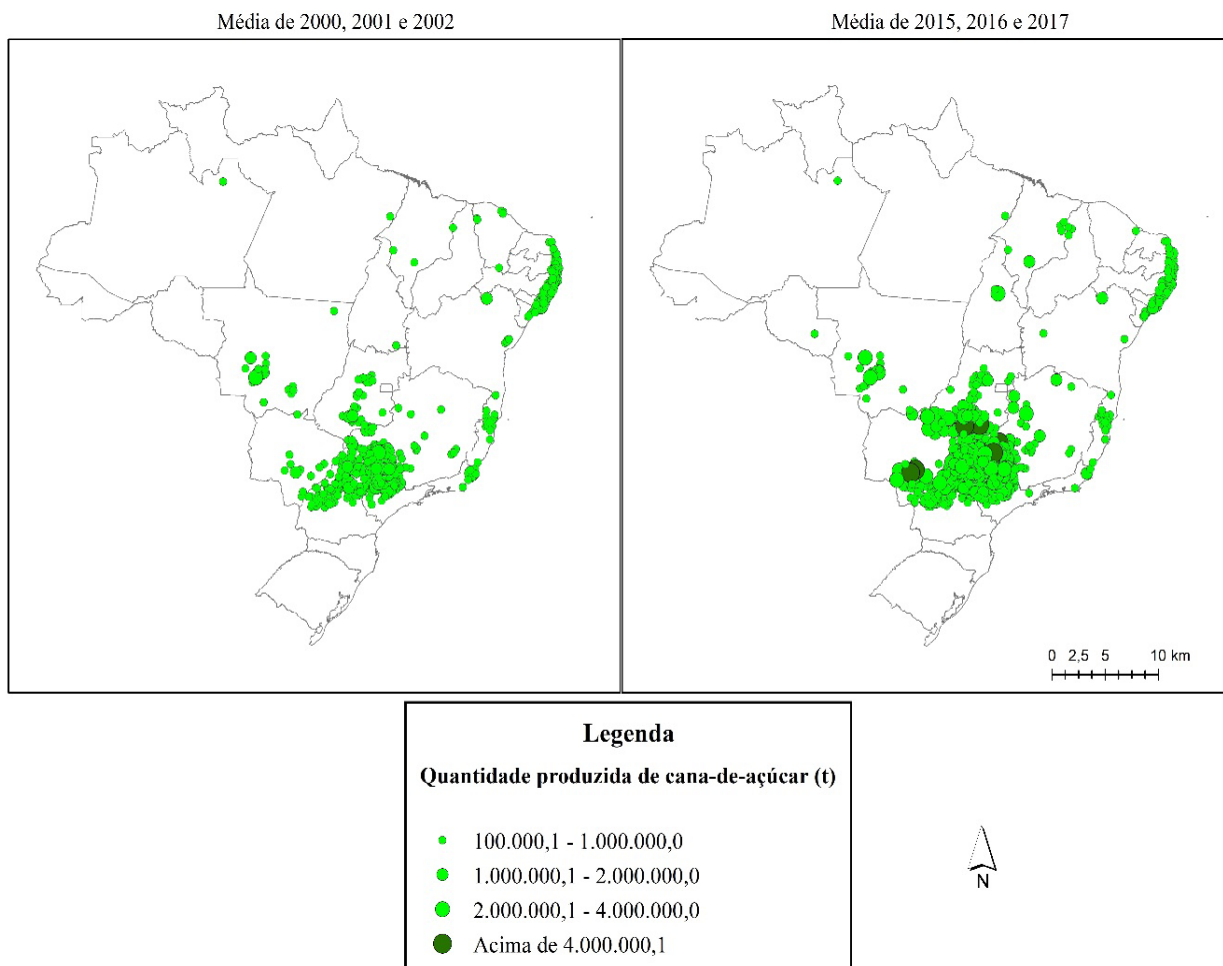 Média de 2000, 2001 e 2002
Média de 2015, 2016 e 2017
0 2,5 5 10 km
Legenda
Quantidade produzida de cana-de-açúcar (t)
100.000,1 - 1.000.000,0
1.000.000,1 - 2.000.000,0
2.000.000,1 - 4.000.000,0
Acima de 4.000.000,1
N